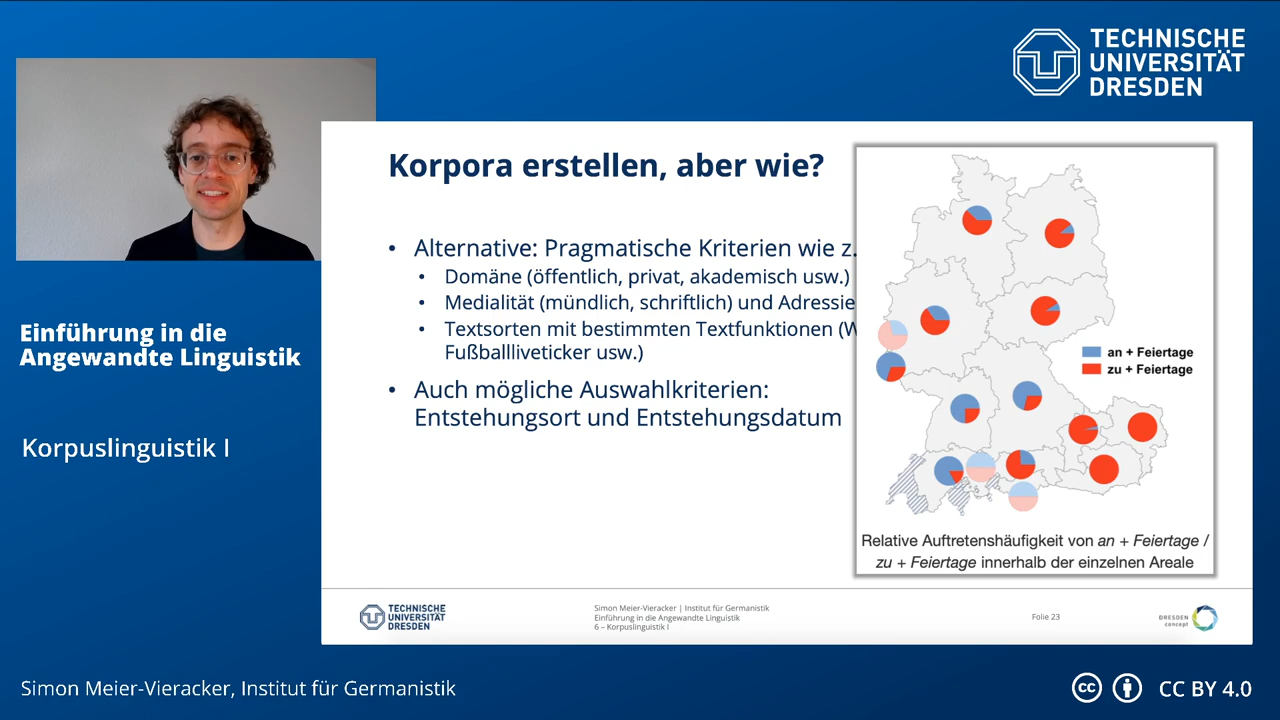 TECHNISCHE
UNIVERSITÄT
DRESDEN
Einführung in die
Angewandte Linguistik
Korpuslinguistik I
Korpora erstellen, aber wie?
• Alternative: Pragmatische Kriterien wie z.
• Domäne (öffentlich, privat, akademisch usw.)
• Medialität (mündlich, schriftlich) und Adressie
• Textsorten mit bestimmten Textfunktionen (W
Fußballliveticker usw.)
• Auch mögliche Auswahlkriterien:
Entstehungsort und Entstehungsdatum
an + Feiertage
zu + Feiertage
Relative Auftretenshäufigkeit von an + Feiertage /
zu + Feiertage innerhalb der einzelnen Areale
TECHNISCHE
UNIVERSITÄT
DRESDEN
Simon Meier-Vieracker | Institut für Germanistik
Einführung in die Angewandte Linguistik
6 – Korpuslinguistik I
Folie 23
DRESDEN
concept
Simon Meier-Vieracker, Institut für Germanistik
cc
CC BY 4.0